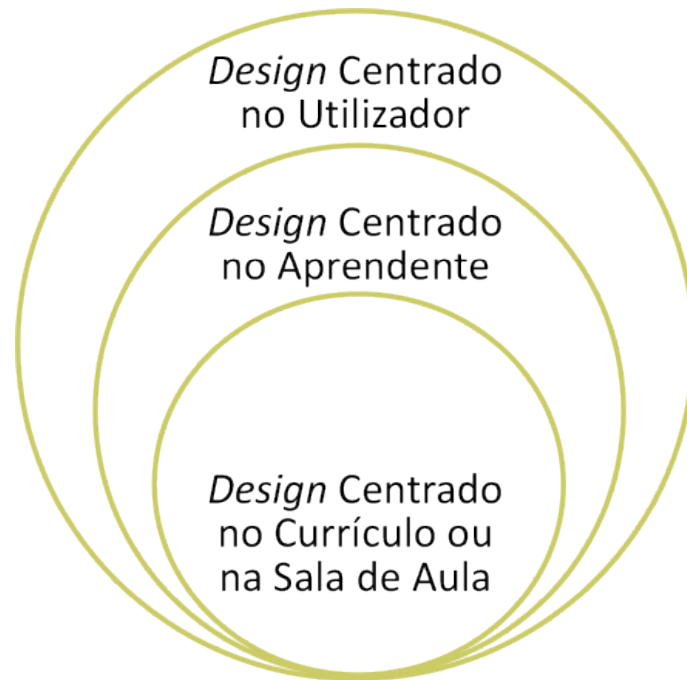 Design Centrado
no Utilizador
Design Centrado
no Aprendente
Design Centrado
no Currículo ou
na Sala de Aula